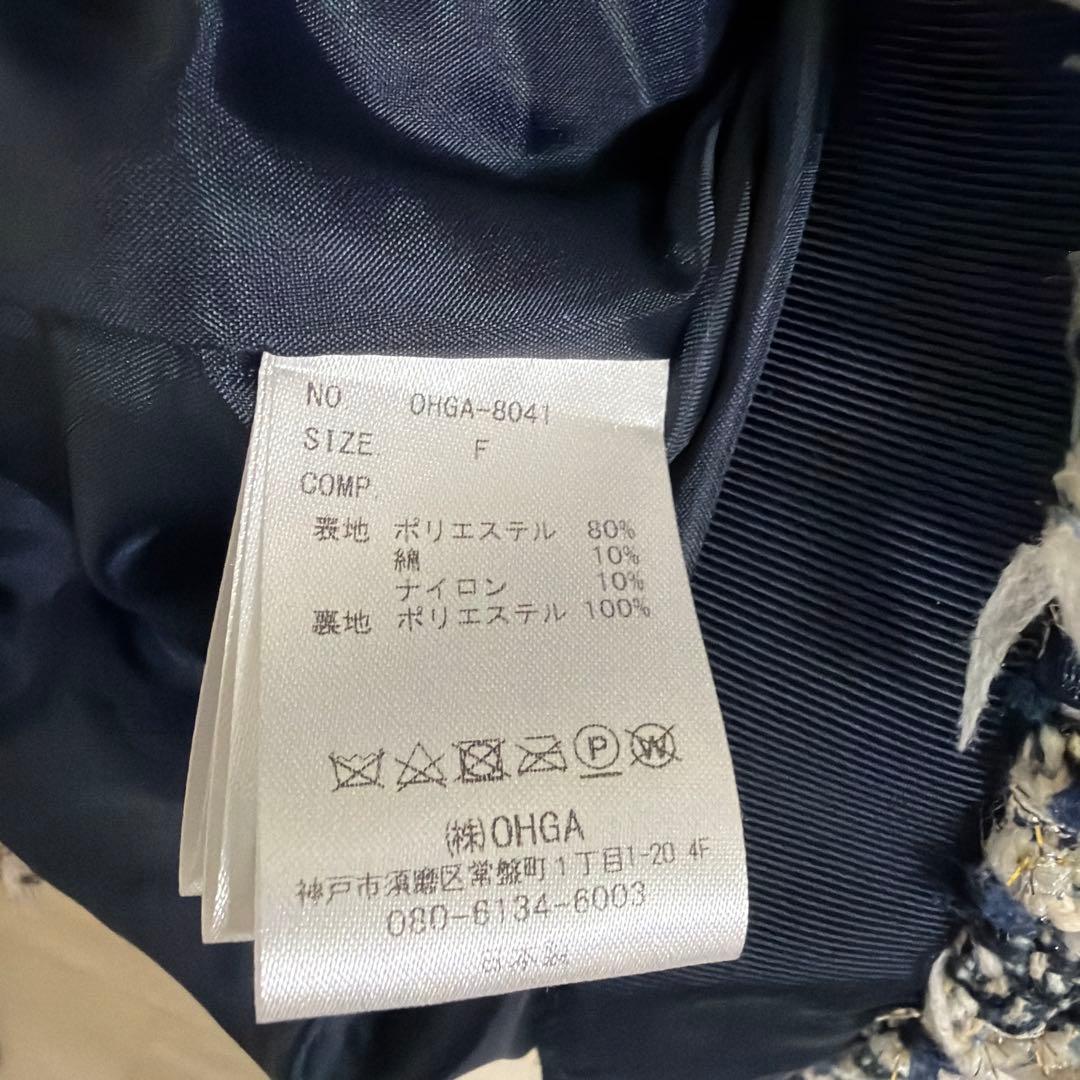 NO OHGA-8041
SIZE F
COMP.
表地 ポリエステル 80%
綿 10%
ナイロン 10%
裏地 ポリエステル 100%
P W
(株)OHGA
神戸市須磨区常盤町1丁目1-20 4F
080-6134-6003